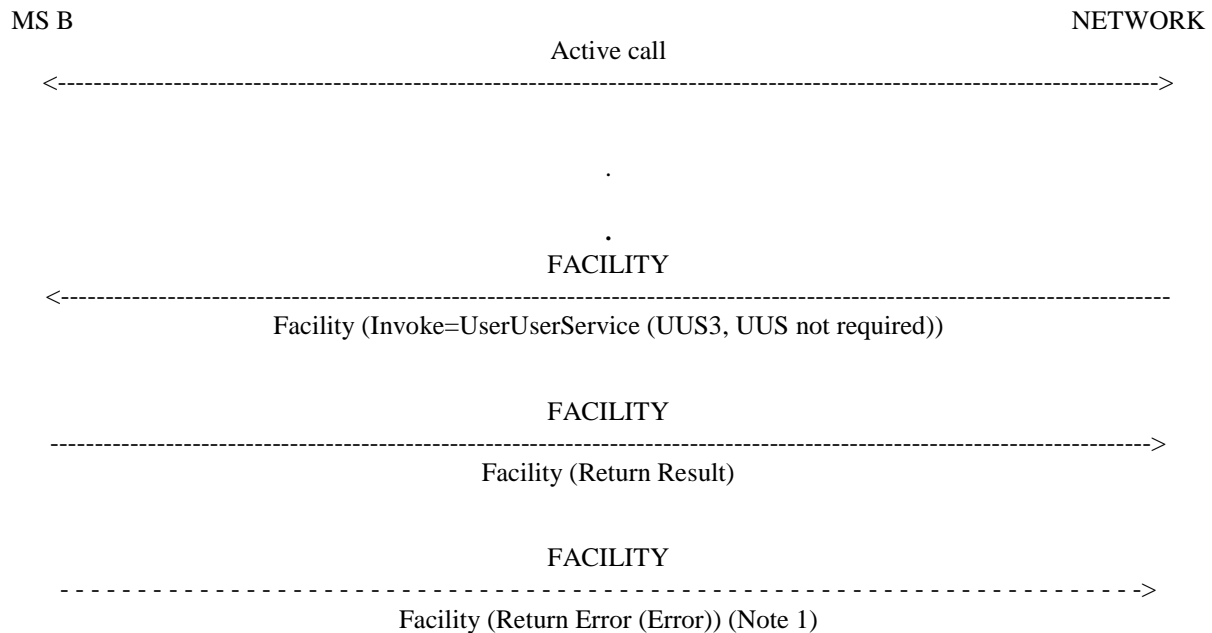 MS B NETWORK
Active call
<------------------------------------------------------------------------------------------------------------------------>
.
.
FACILITY
<------------------------------------------------------------------------------------------------------------------------
Facility (Invoke=UserUserService (UUS3, UUS not required))
FACILITY
------------------------------------------------------------------------------------------------------------------------>
Facility (Return Result)
FACILITY
- - - - - - - - - - - - - - - - - - - - - - - - - - - - - - - - - - - - - - - - - - - - - - - - - - - - - - - - - - - - - - - - - - - - - - ->
Facility (Return Error (Error)) (Note 1)